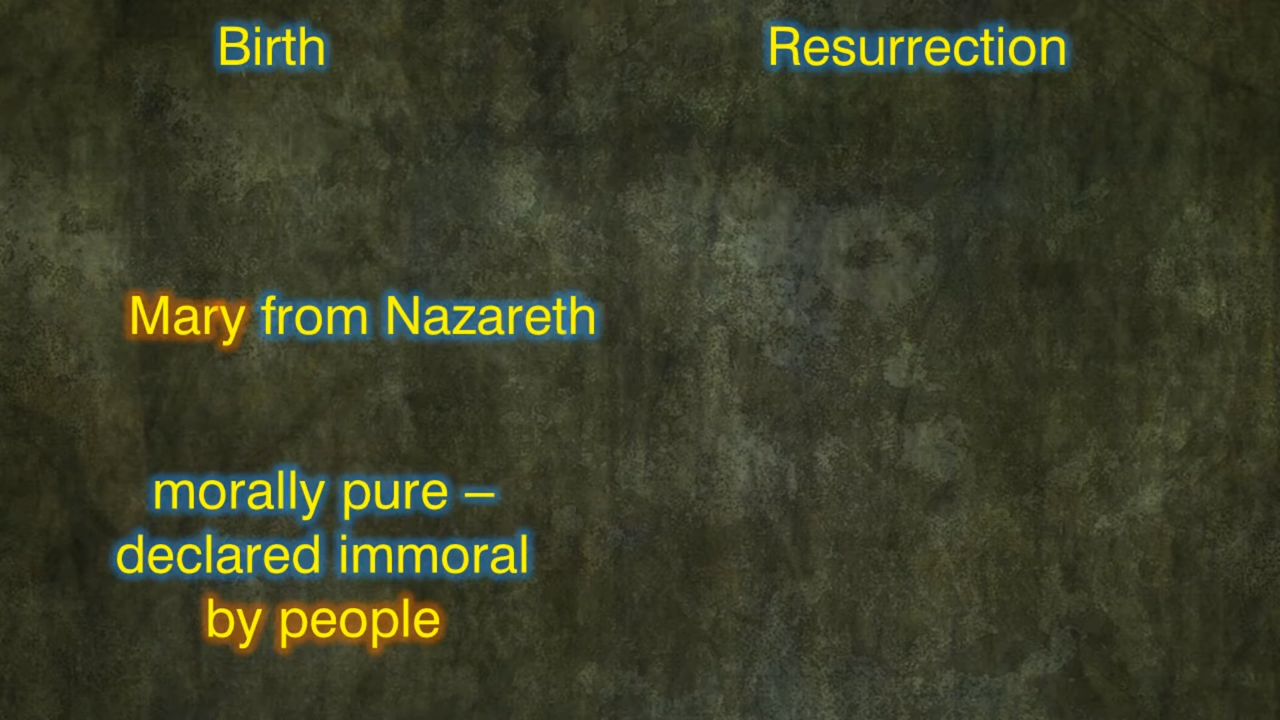 Birth
Resurrection
Mary from Nazareth
morally pure –
declared immoral
by people